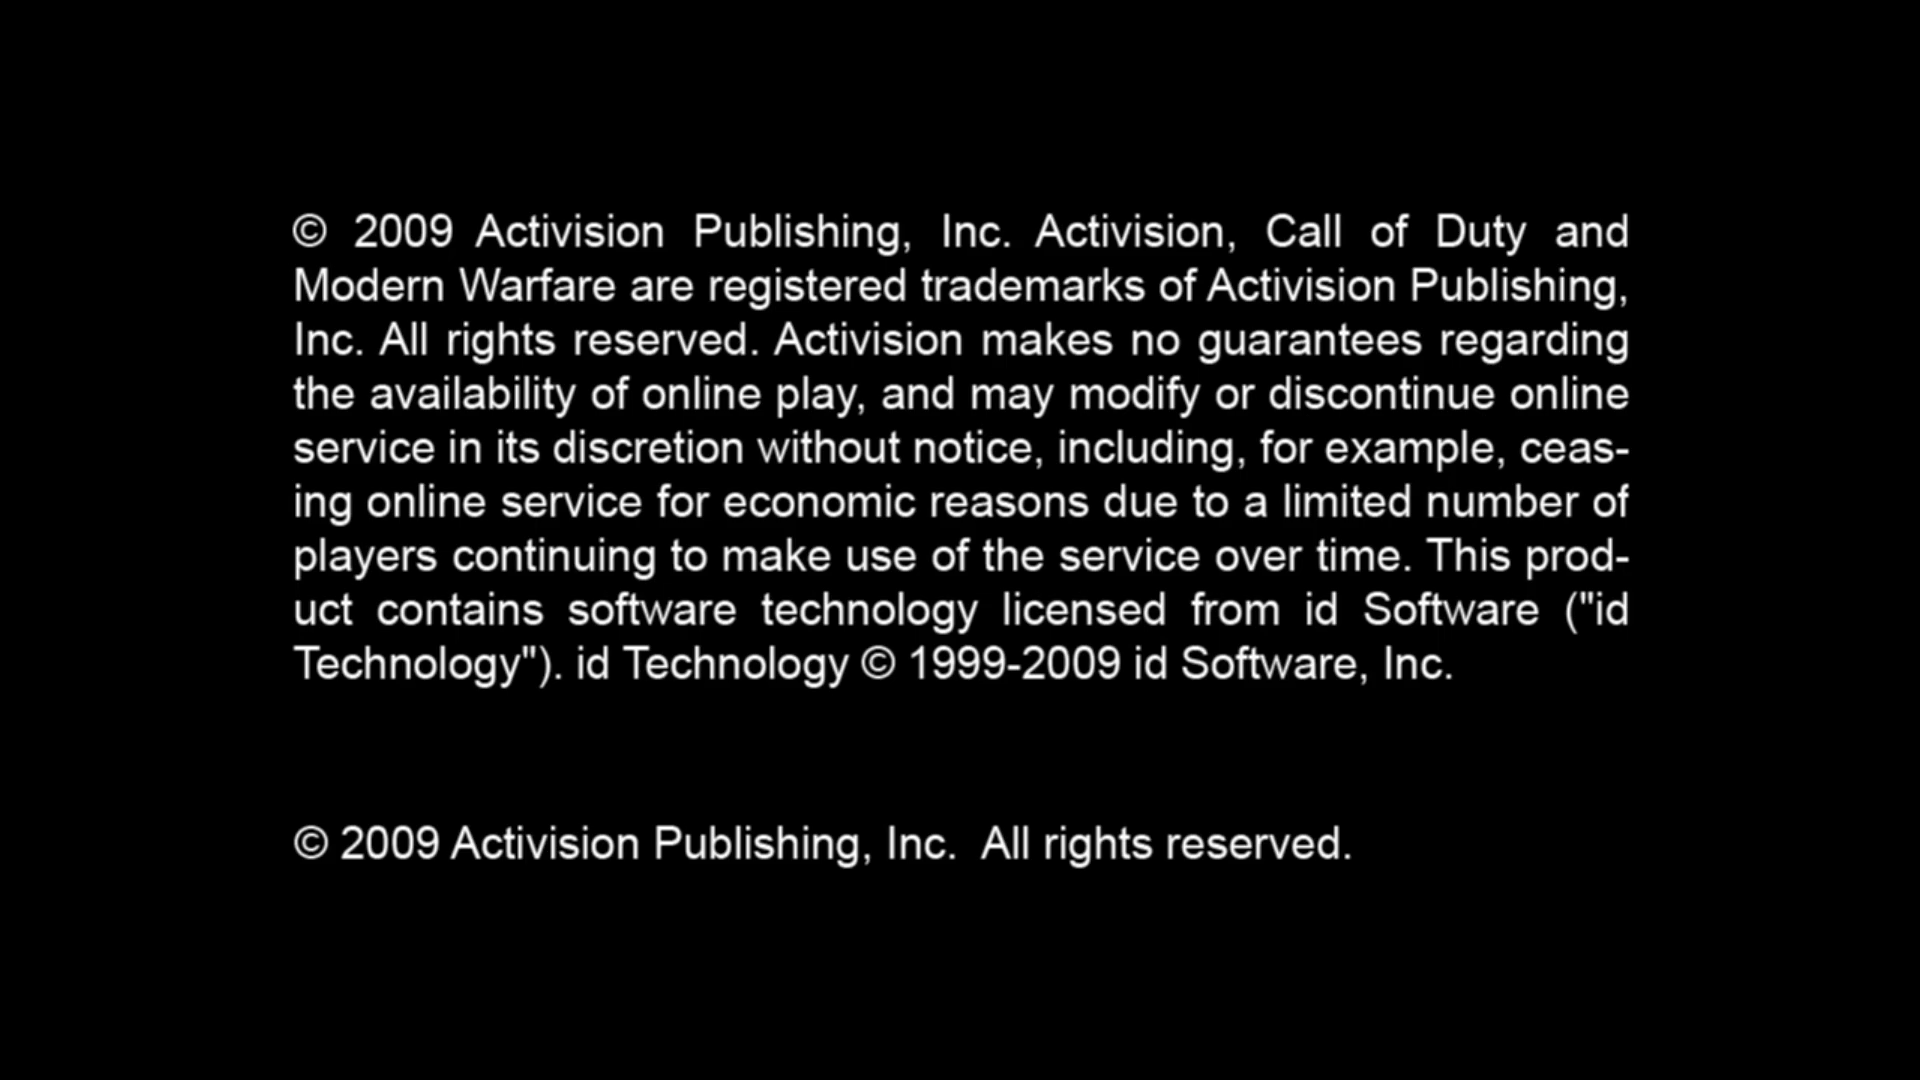 © 2009 Activision Publishing, Inc. Activision, Call of Duty and
Modern Warfare are registered trademarks of Activision Publishing,
Inc. All rights reserved. Activision makes no guarantees regarding
the availability of online play, and may modify or discontinue online
service in its discretion without notice, including, for example, ceas-
ing online service for economic reasons due to a limited number of
players continuing to make use of the service over time. This prod-
uct contains software technology licensed from id Software ("id
Technology"). id Technology © 1999-2009 id Software, Inc.
© 2009 Activision Publishing, Inc.  All rights reserved.